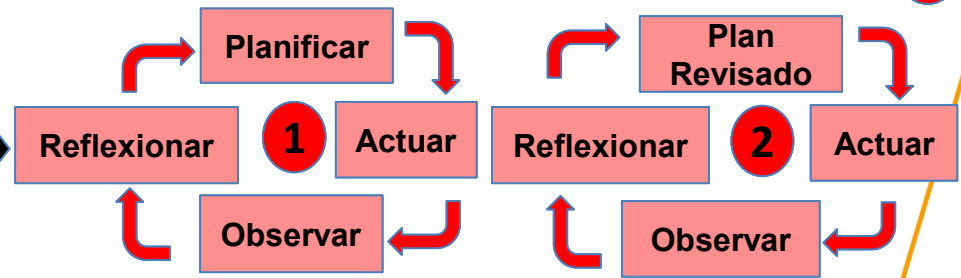 Planificar
Reflexionar
1
Actuar
Observar
Plan
Revisado
Reflexionar
2
Actuar
Observar